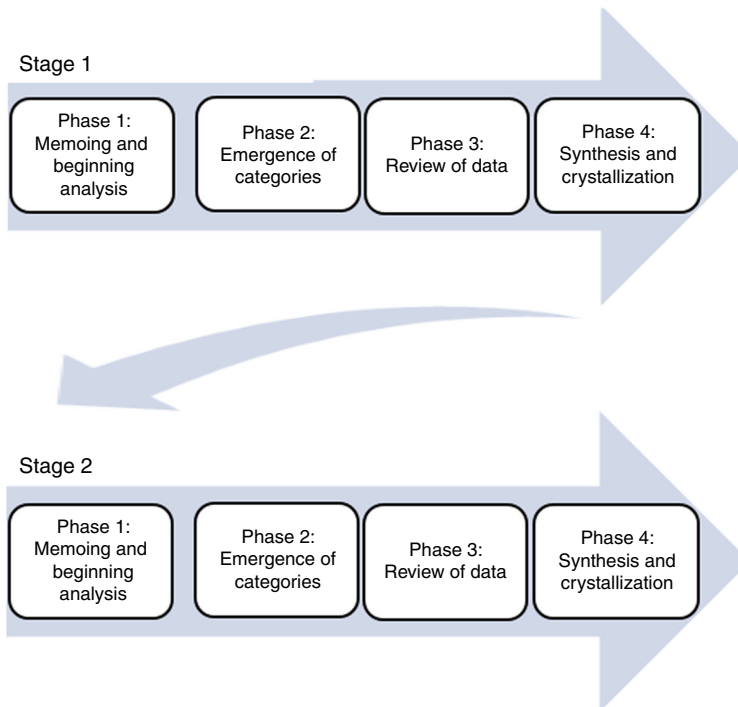 Stage 1
Phase 1:
Memoing and
beginning
analysis
Phase 2:
Emergence of
categories
Phase 3:
Review of data
Phase 4:
Synthesis and
crystallization
Stage 2
Phase 1:
Memoing and
beginning
analysis
Phase 2:
Emergence of
categories
Phase 3:
Review of data
Phase 4:
Synthesis and
crystallization